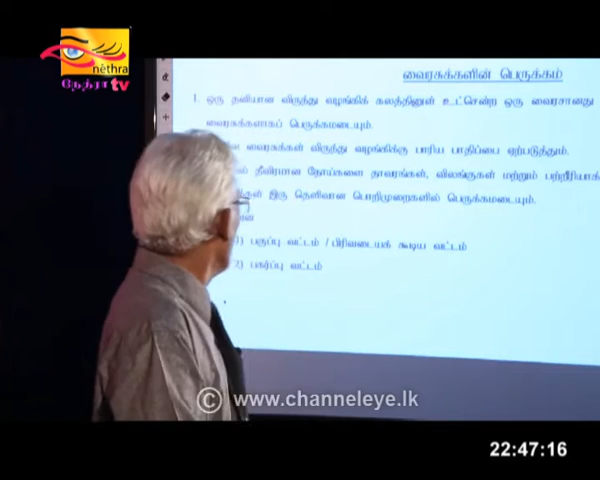 nēthra
நேத்ரா tv
வைரசுக்களின் பெருக்கம்
1. ஒரு தனியான விருந்து வழங்கிக் கலத்தினுள் உட்சென்ற ஒரு வைரசானது
வைரசுக்களாகப் பெருக்கமடையும்.
வைரசுக்கள் விருந்து வழங்கிக்கு பாரிய பாதிப்பை ஏற்படுத்தும்.
தீவிரமான நோய்களை தாவரங்கள், விலங்குகள் மற்றும் பற்றீரியாக்
இரு தெளிவான பொறிமுறைகளில் பெருக்கமடையும்.
1) பருப்பு வட்டம் / பிரிவடையக் கூடிய வட்டம்
2) பகர்ப்பு வட்டம்
© www.channeleye.lk
22:47:16